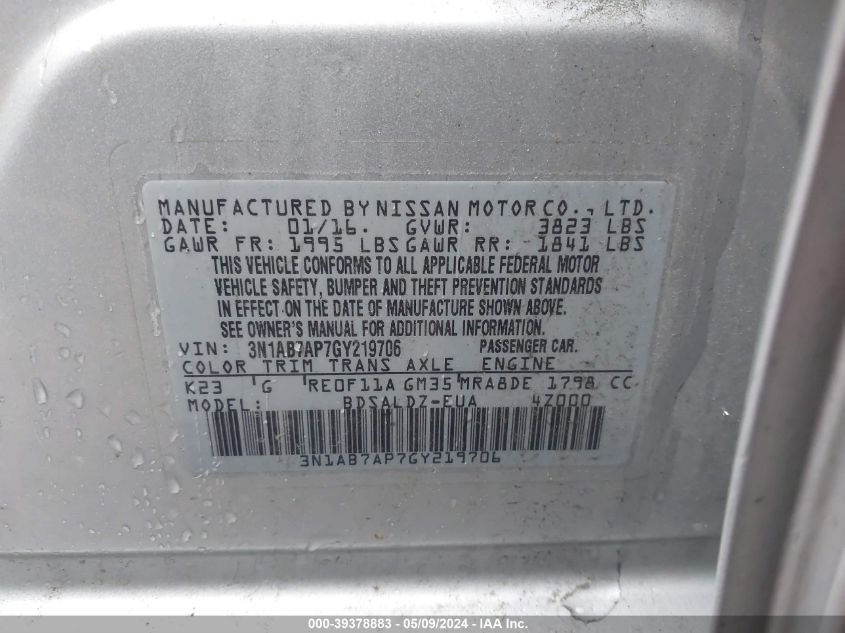 MANUFACTURED BY NISSAN MOTOR CO., LTD.
DATE: 01/16. GVWR: 3823 LBS
GAWR FR: 1995 LBS GAWR RR: 1841 LBS
THIS VEHICLE CONFORMS TO ALL APPLICABLE FEDERAL MOTOR
VEHICLE SAFETY, BUMPER AND THEFT PREVENTION STANDARDS
IN EFFECT ON THE DATE OF MANUFACTURE SHOWN ABOVE.
SEE OWNER'S MANUAL FOR ADDITIONAL INFORMATION.
VIN: 3N1AB7AP7GY219706 PASSENGER CAR.
COLOR TRIM TRANS AXLE ENGINE
K23 G RE0F11A GM35 MRA8DE 1798 CC
MODEL: BDSALDZ-EUA 4Z000
3N1AB7AP7GY219706
000-39378883 - 05/09/2024 - IAA Inc.